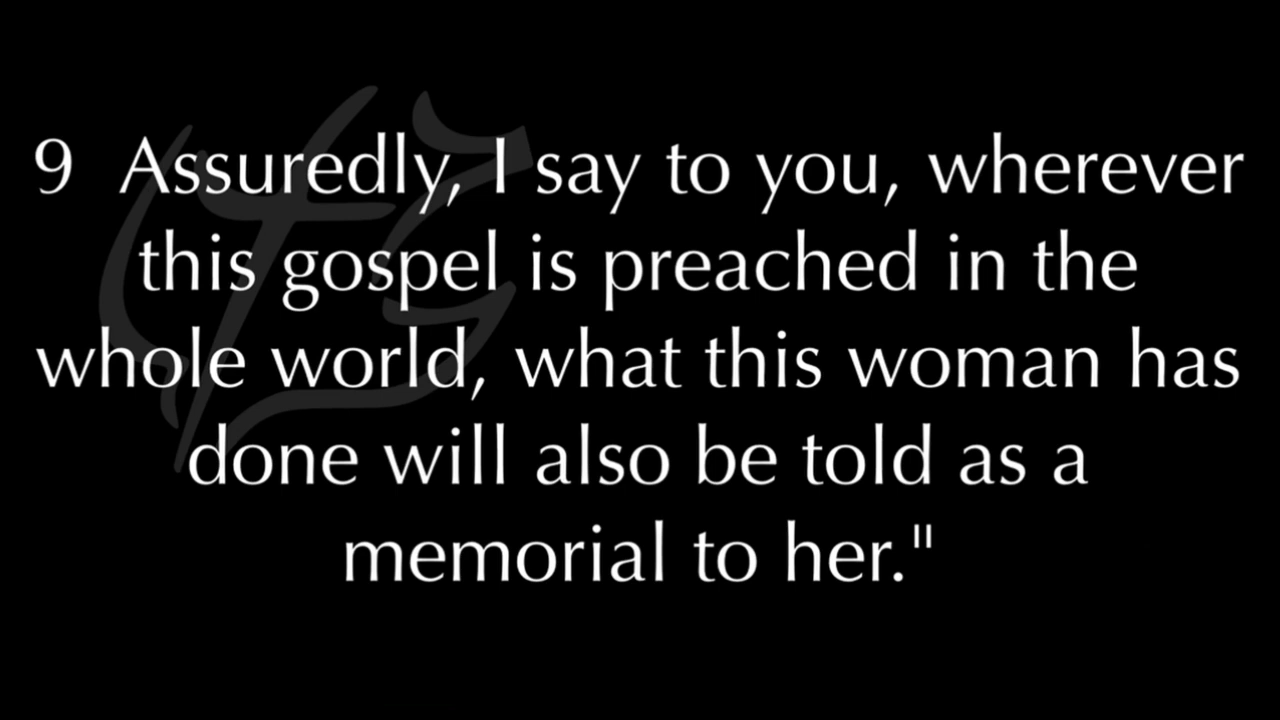 9 Assuredly, I say to you, wherever
this gospel is preached in the
whole world, what this woman has
done will also be told as a
memorial to her."